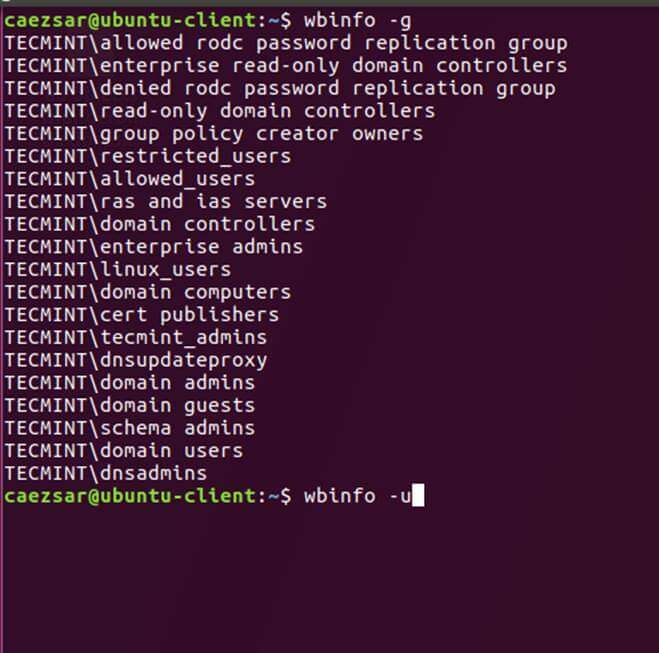 caezsar@ubuntu-client:~$ wbinfo -g
TECMINT\allowed rodc password replication group
TECMINT\enterprise read-only domain controllers
TECMINT\denied rodc password replication group
TECMINT\read-only domain controllers
TECMINT\group policy creator owners
TECMINT\restricted_users
TECMINT\allowed_users
TECMINT\ras and ias servers
TECMINT\domain controllers
TECMINT\enterprise admins
TECMINT\linux_users
TECMINT\domain computers
TECMINT\cert publishers
TECMINT\tecmint_admins
TECMINT\dnsupdateproxy
TECMINT\domain admins
TECMINT\domain guests
TECMINT\schema admins
TECMINT\domain users
TECMINT\dnsadmins
caezsar@ubuntu-client:~$ wbinfo -u